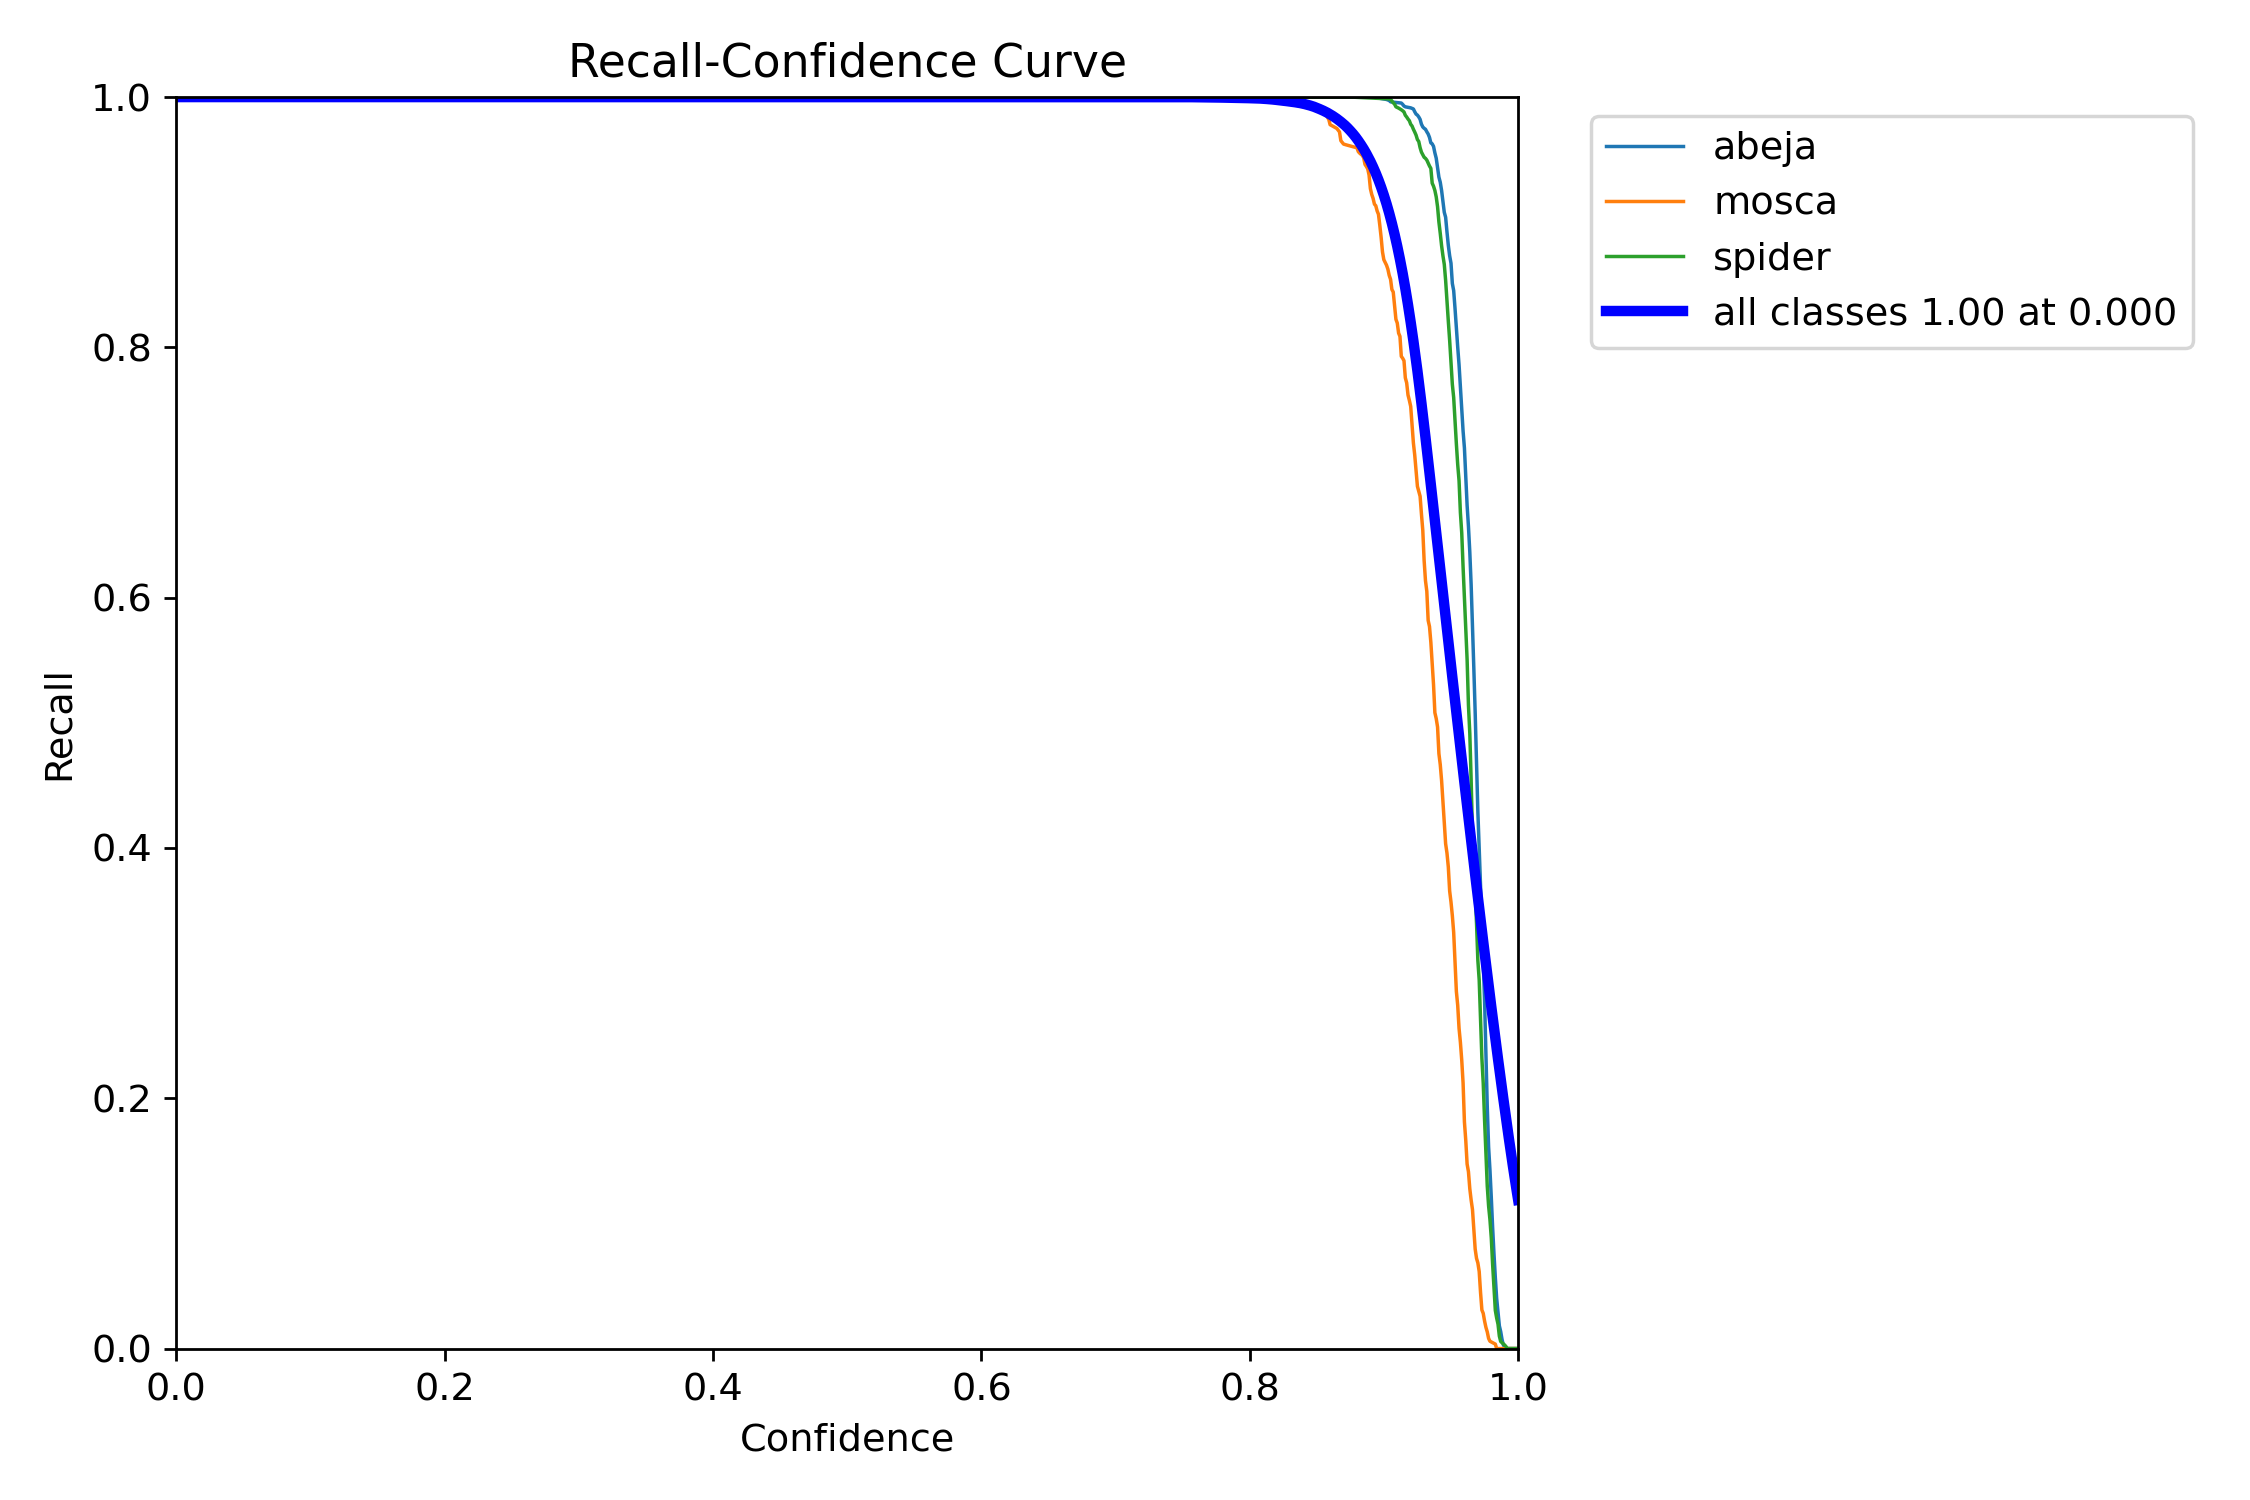 Recall-Confidence Curve
1.0
0.8
0.6
0.4
0.2
0.0
Recall
0.0 0.2 0.4 0.6 0.8 1.0
Confidence
abeja
mosca
spider
all classes 1.00 at 0.000